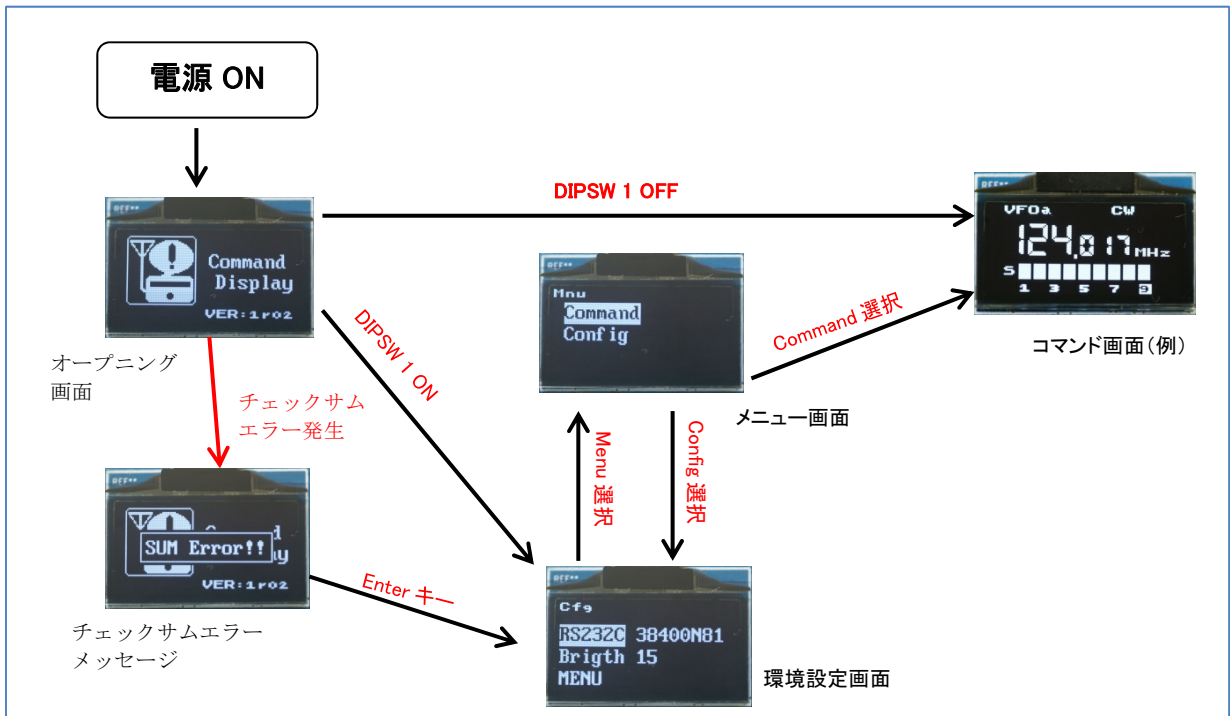 電源 ON
DIPSW 1 OFF
REF**
Command
Display
VER:1r02
オープニング
画面
REF**
VFOa CW
124.017MHz
S
1 3 5 7 9
コマンド画面(例)
REF**
Mnu
Command
Config
メニュー画面
Command 選択
DIPSW 1 ON
チェックサム
エラー発生
Menu 選択
Config 選択
REF**
SUM Error!!
VER:1r02
チェックサムエラー
メッセージ
Enter キー
REF**
Cfg
RS232C 38400N81
Brigth 15
MENU
環境設定画面